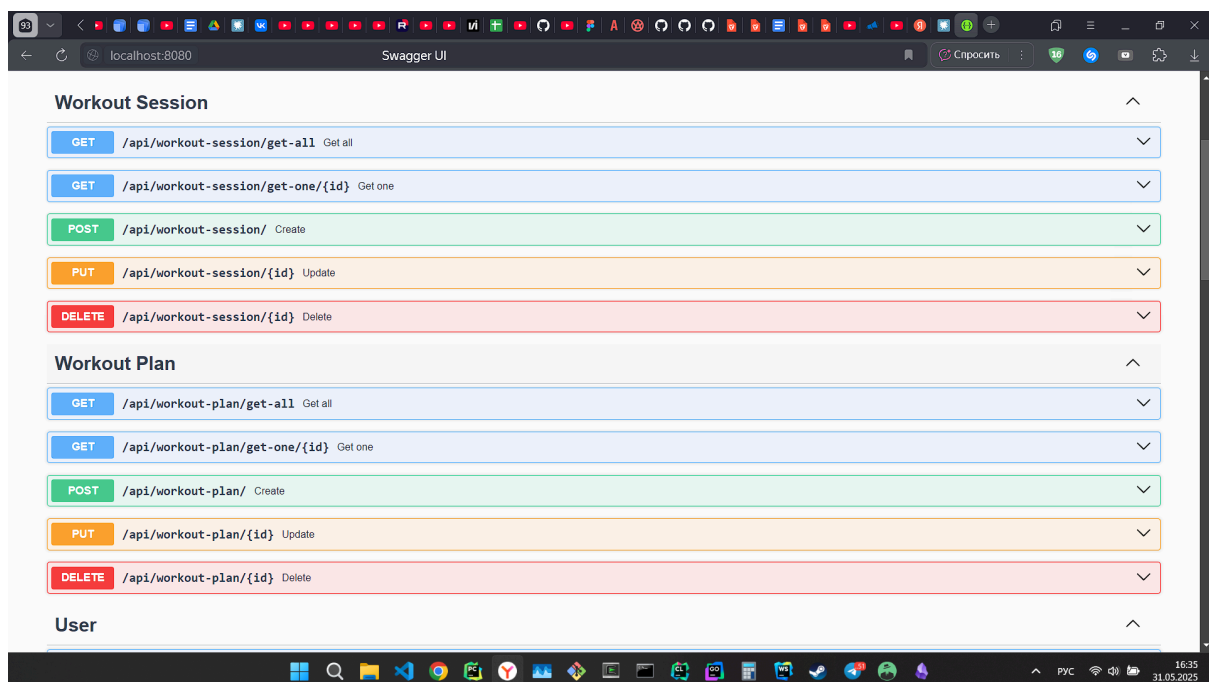 93
localhost:8080 Swagger UI Спросить 16
Workout Session
GET /api/workout-session/get-all Get all
GET /api/workout-session/get-one/{id} Get one
POST /api/workout-session/ Create
PUT /api/workout-session/{id} Update
DELETE /api/workout-session/{id} Delete
Workout Plan
GET /api/workout-plan/get-all Get all
GET /api/workout-plan/get-one/{id} Get one
POST /api/workout-plan/ Create
PUT /api/workout-plan/{id} Update
DELETE /api/workout-plan/{id} Delete
User
РУС 16:35
31.05.2025